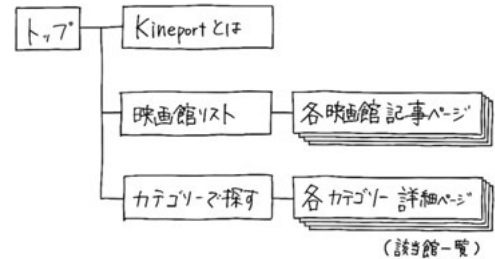 トップ
Kineportとは
映画館リスト
各映画館 記事ページ
カテゴリーで探す
各カテゴリー 詳細ページ
(該当館一覧)